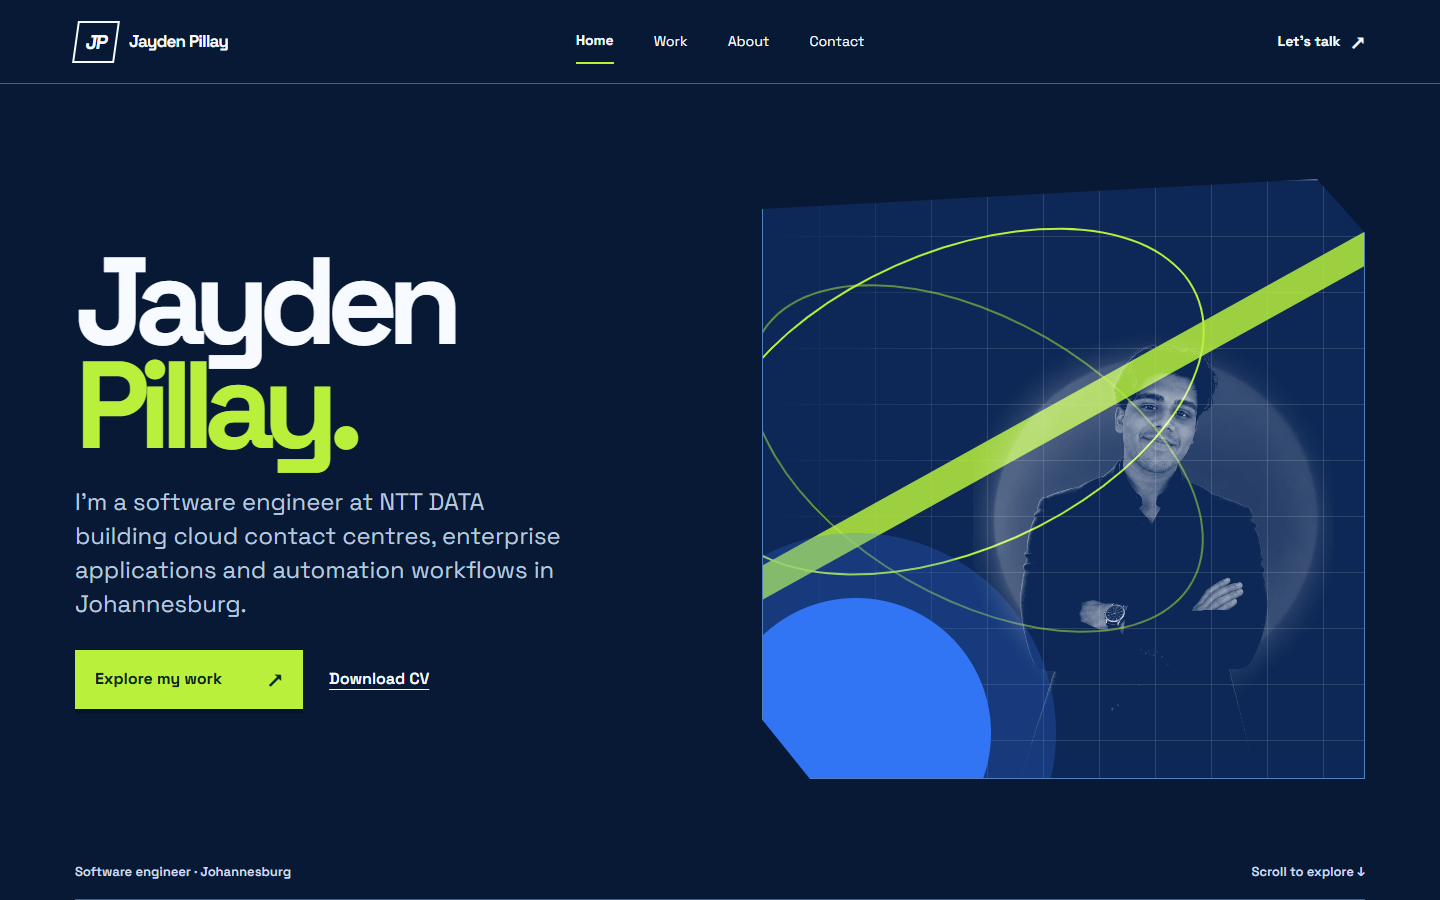 JP
Jayden Pillay
Home
Work
About
Contact
Let's talk ↗
Jayden
Pillay.
I'm a software engineer at NTT DATA
building cloud contact centres, enterprise
applications and automation workflows in
Johannesburg.
Explore my work ↗
Download CV
Software engineer · Johannesburg
Scroll to explore ↓